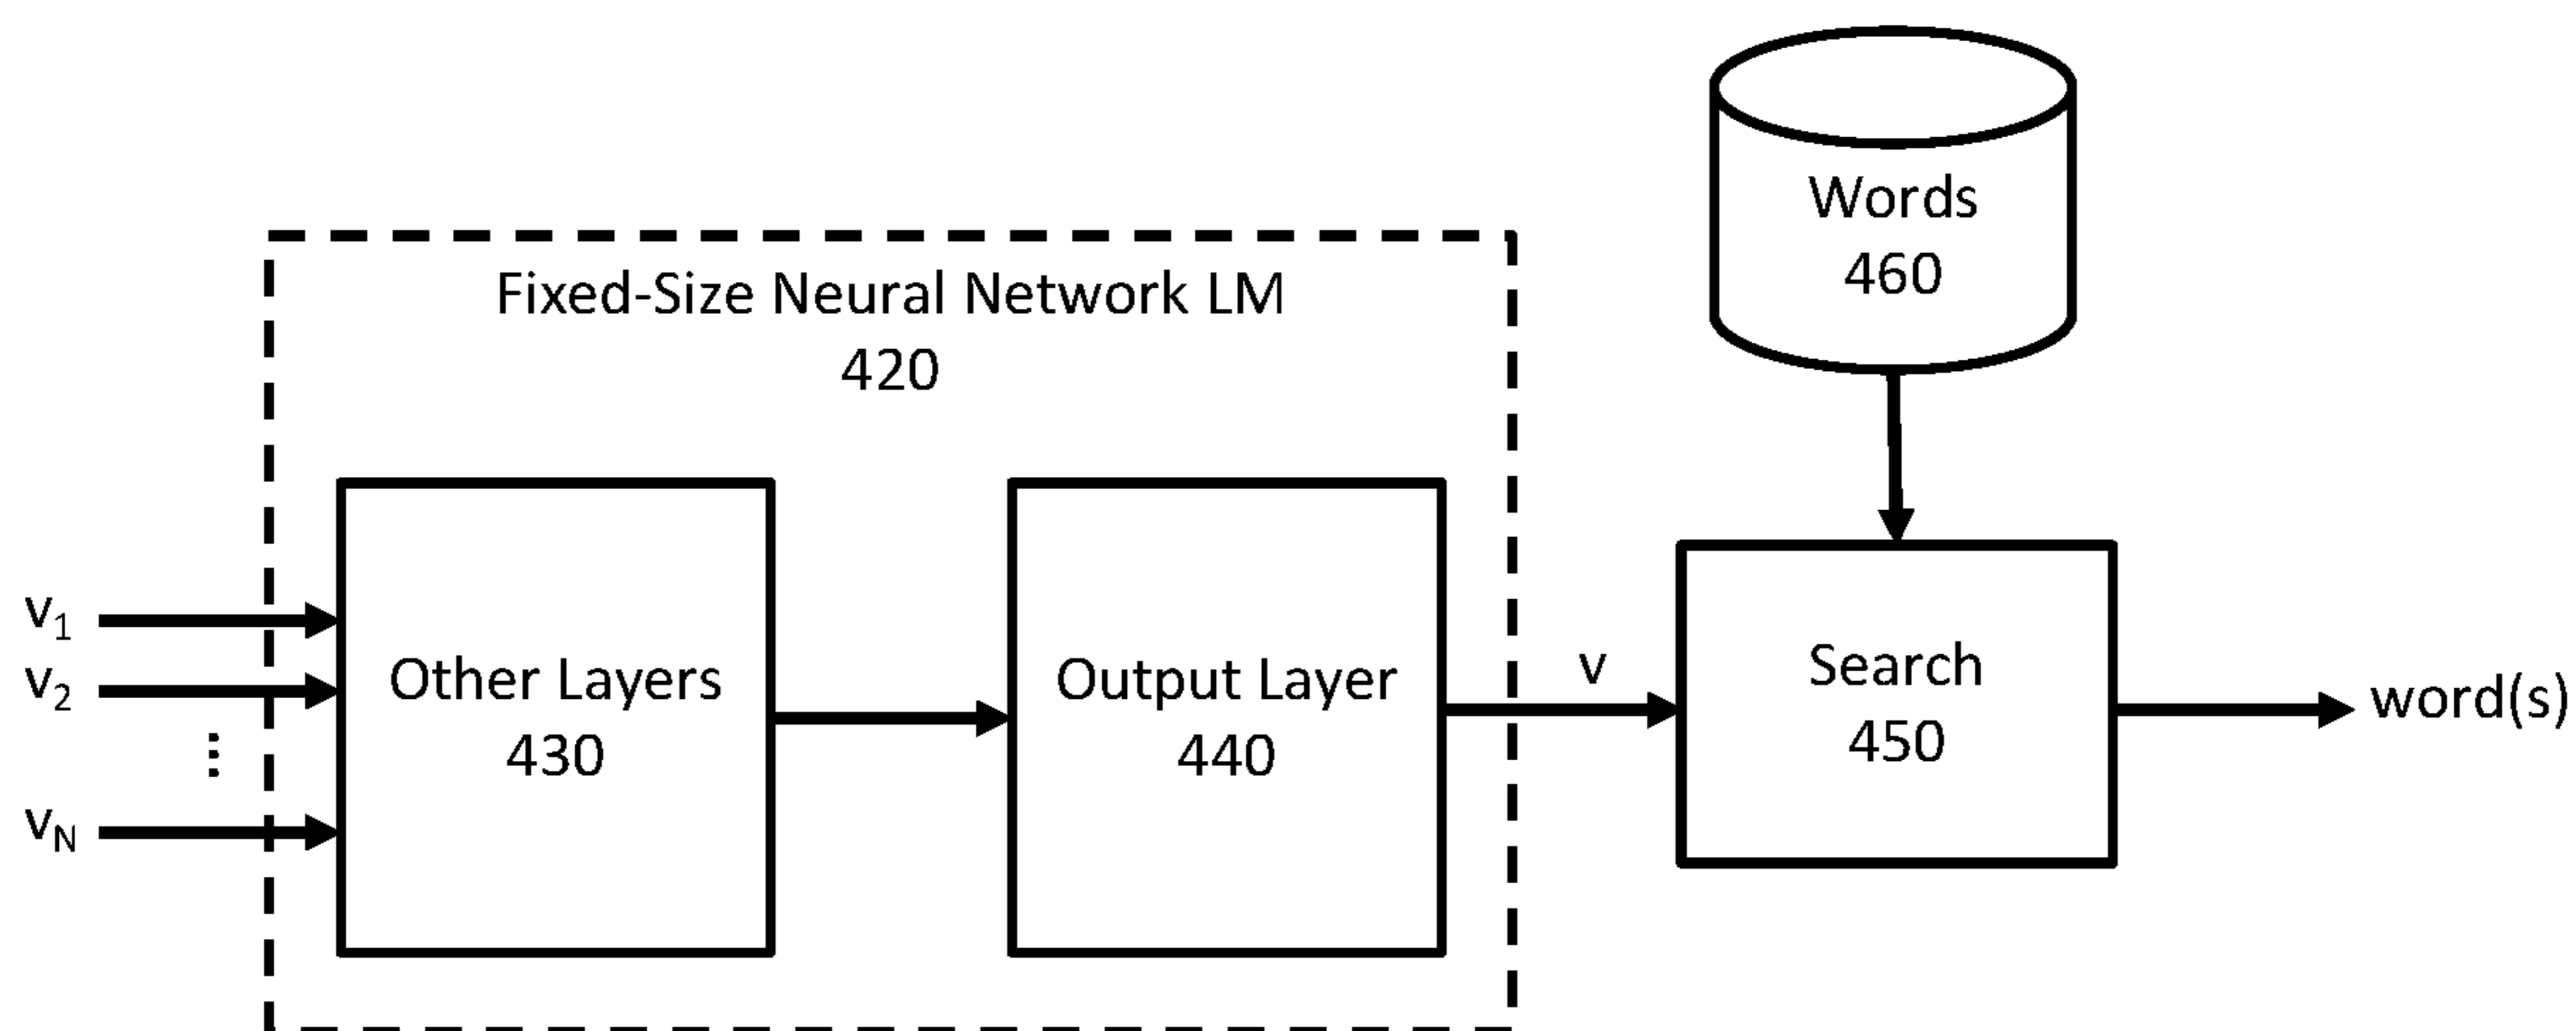 Words
460
Fixed-Size Neural Network LM
420
v1
v2
⋮
vN
Other Layers
430
Output Layer
440
v
Search
450
word(s)